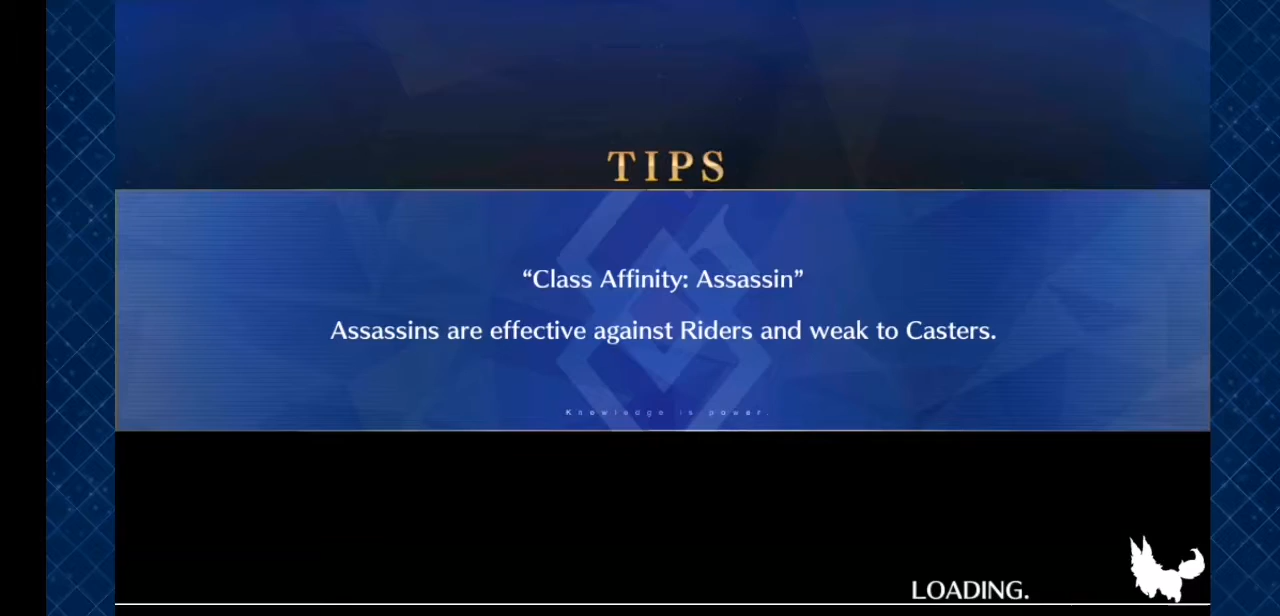 TIPS
“Class Affinity: Assassin”
Assassins are effective against Riders and weak to Casters.
Knowledge is power.
LOADING.